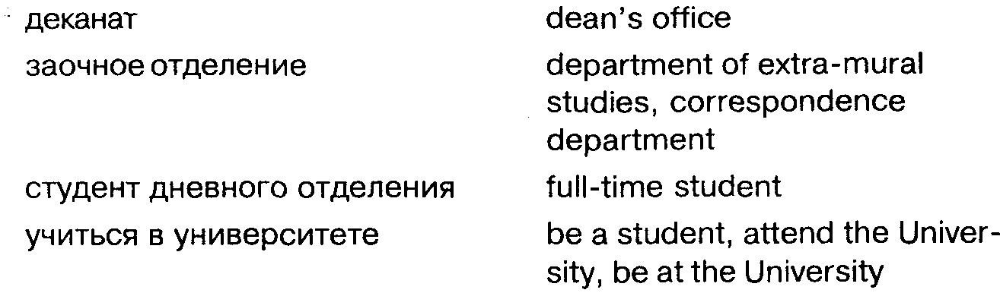 деканат dean's office
заочное отделение department of extra-mural
studies, correspondence
department
студент дневного отделения full-time student
учиться в университете be a student, attend the Univer-
sity, be at the University